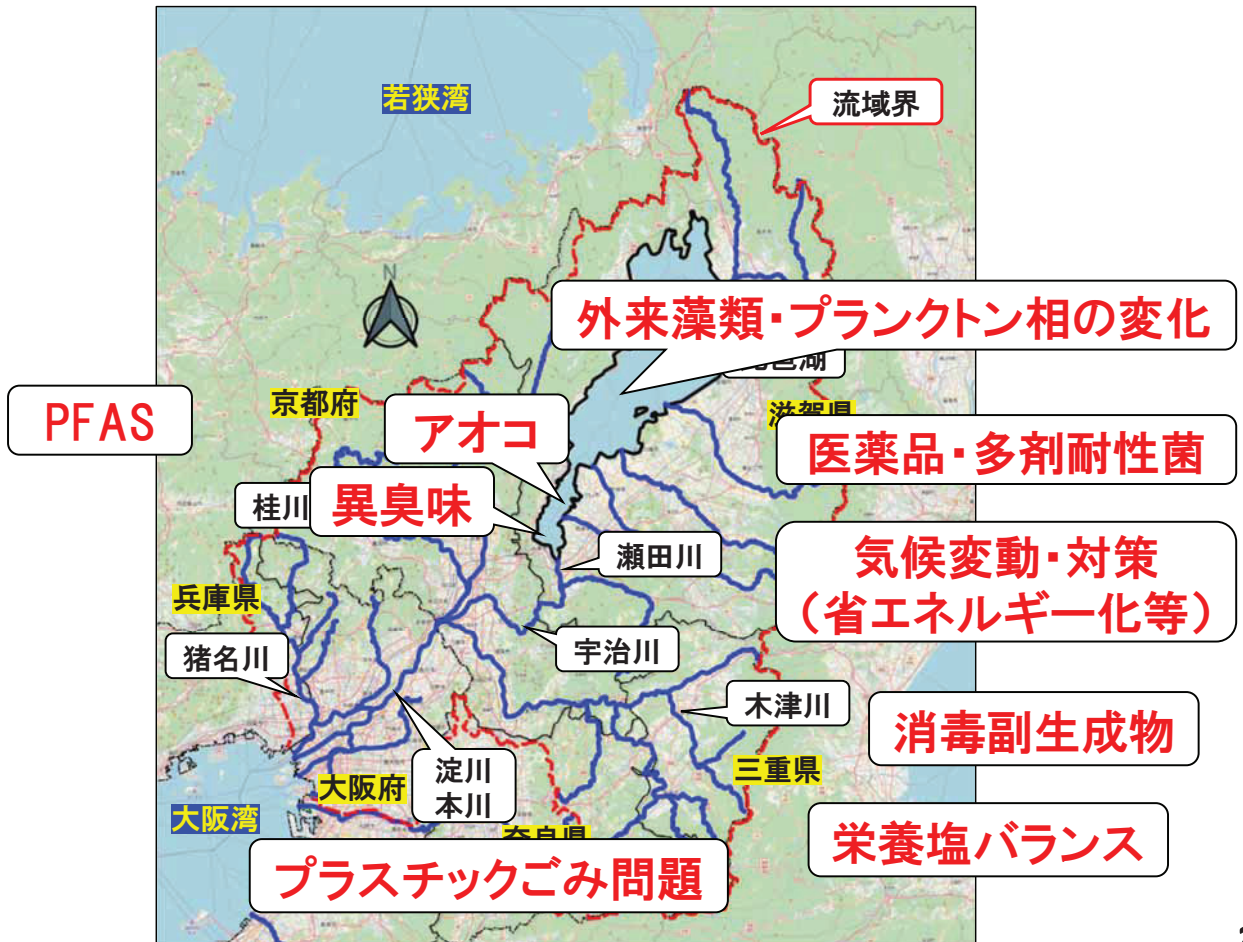 若狭湾
流域界
N
外来藻類・プランクトン相の変化
PFAS
京都府
アオコ
医薬品・多剤耐性菌
桂川
異臭味
瀬田川
気候変動・対策
（省エネルギー化等）
兵庫県
猪名川
宇治川
木津川
消毒副生成物
淀川
本川
三重県
大阪府
大阪湾
栄養塩バランス
プラスチックごみ問題